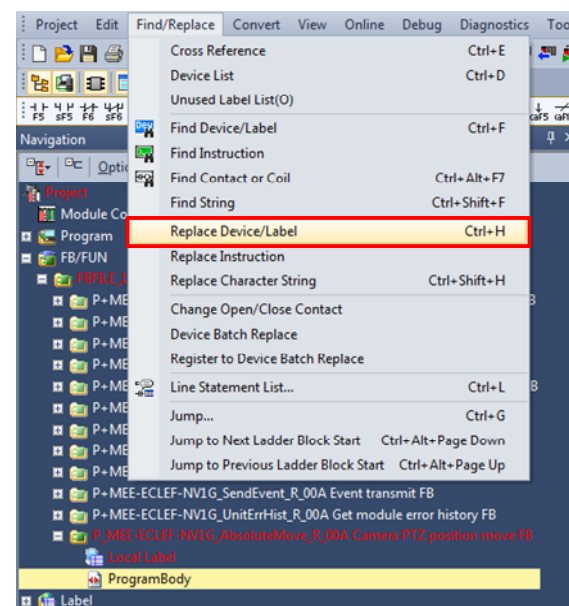 Project Edit Find/Replace Convert View Online Debug Diagnostics
Cross Reference Ctrl+E
Device List Ctrl+D
Unused Label List(O)
F5 sF5 F6 sF6
Find Device/Label Ctrl+F
Navigation
Find Instruction
Find Contact or Coil Ctrl+Alt+F7
Project
Find String Ctrl+Shift+F
Module Co
Replace Device/Label Ctrl+H
Program
Replace Instruction
FB/FUN
Replace Character String Ctrl+Shift+H
P+ME
Change Open/Close Contact
P+ME
Device Batch Replace
P+ME
Register to Device Batch Replace
P+ME
Line Statement List... Ctrl+L
P+ME
P+ME
Jump... Ctrl+G
P+ME
Jump to Next Ladder Block Start Ctrl+Alt+Page Down
P+ME
Jump to Previous Ladder Block Start Ctrl+Alt+Page Up
P+ME
P+MEE-ECLEF-NV1G_SendEvent_R_00A Event transmit FB
P+MEE-ECLEF-NV1G_UnitErrHist_R_00A Get module error history FB
P_MEE-ECLEF-NV1G_AbsoluteMove_R_00A Camera PTZ position move FB
Local Label
ProgramBody
Label